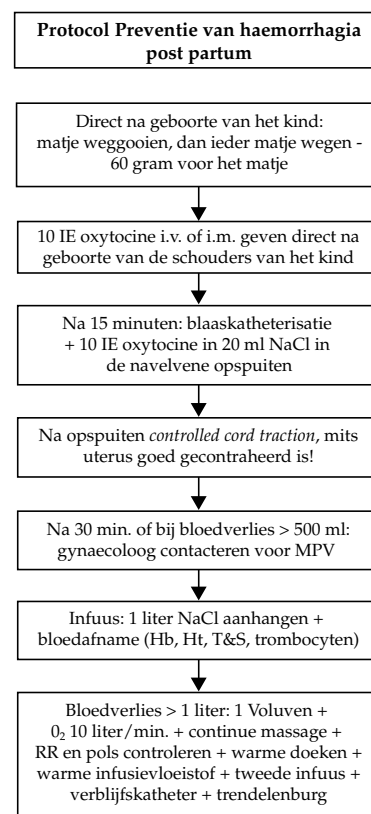 Protocol Preventie van haemorrhagia
post partum
Direct na geboorte van het kind:
matje weggooien, dan ieder matje wegen -
60 gram voor het matje
10 IE oxytocine i.v. of i.m. geven direct na
geboorte van de schouders van het kind
Na 15 minuten: blaaskatheterisatie
+ 10 IE oxytocine in 20 ml NaCl in
de navelvene opspuiten
Na opspuiten controlled cord traction, mits
uterus goed gecontraheerd is!
Na 30 min. of bij bloedverlies > 500 ml:
gynaecoloog contacteren voor MPV
Infuus: 1 liter NaCl aanhangen +
bloedafname (Hb, Ht, T&S, trombocyten)
Bloedverlies > 1 liter: 1 Voluven +
0₂ 10 liter/min. + continue massage +
RR en pols controleren + warme doeken +
warme infusievloeistof + tweede infuus +
verblijfskatheter + trendelenburg